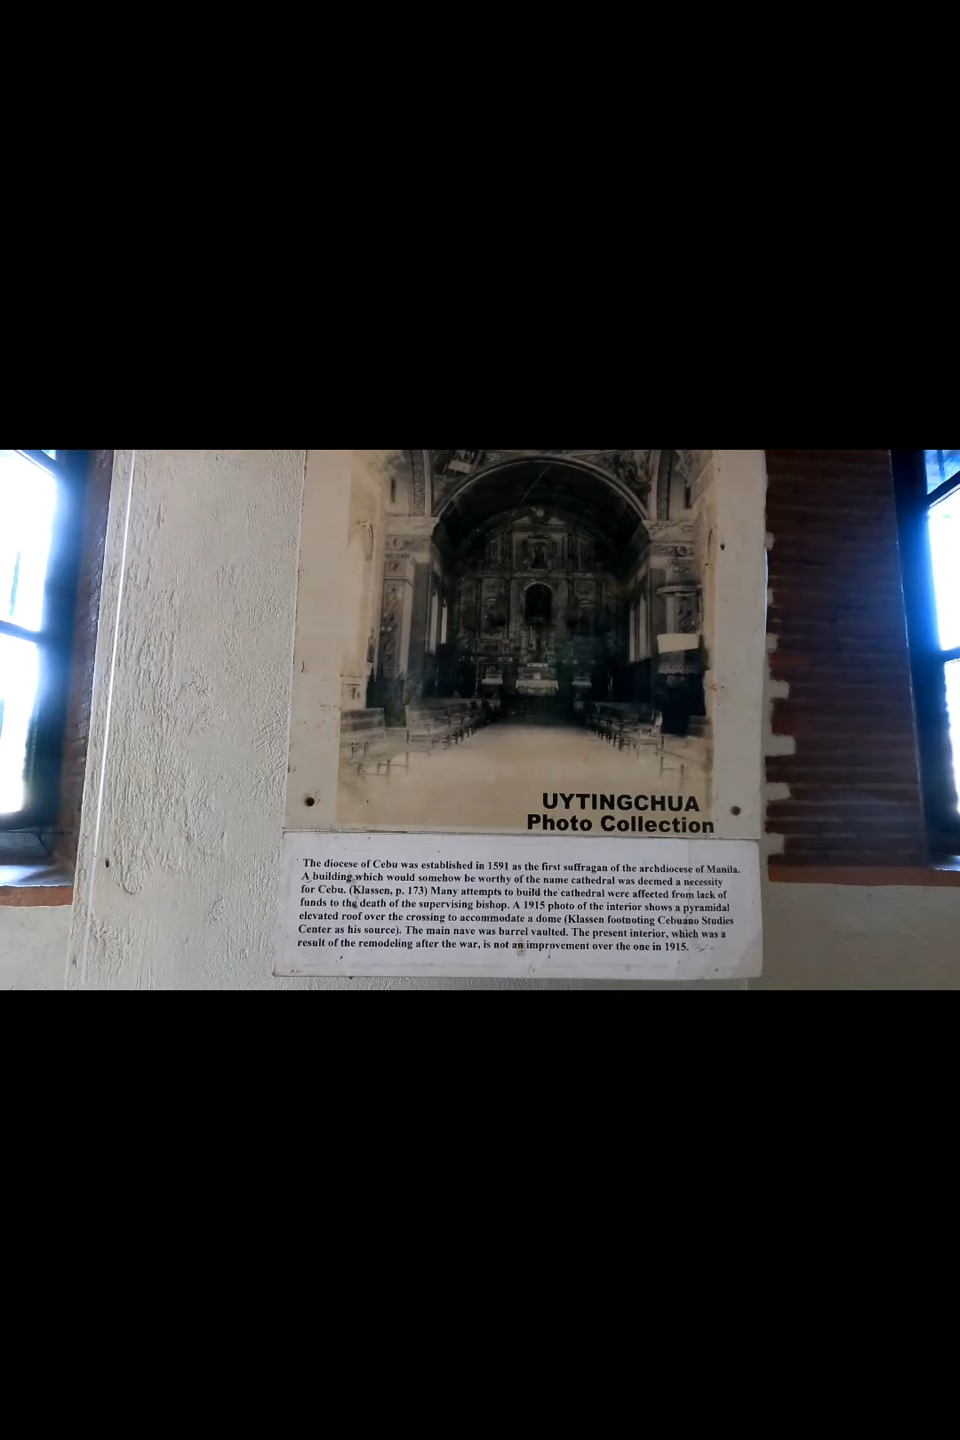 UYTINGCHUA
Photo Collection
The diocese of Cebu was established in 1591 as the first suffragan of the archdiocese of Manila.
A building which would somehow be worthy of the name cathedral was deemed a necessity
for Cebu. (Klassen, p. 173) Many attempts to build the cathedral were affected from lack of
funds to the death of the supervising bishop. A 1915 photo of the interior shows a pyramidal
elevated roof over the crossing to accommodate a dome (Klassen footnoting Cebuano Studies
Center as his source). The main nave was barrel vaulted. The present interior, which was a
result of the remodeling after the war, is not an improvement over the one in 1915.